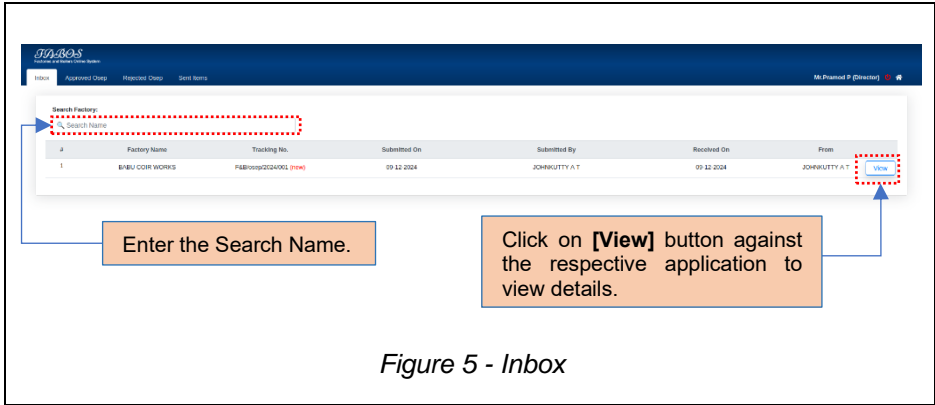 FABOS
Factories and Boilers Online System
Inbox Approved Osep Rejected Osep Sent Items Mr.Pramod P (Director)
Search Factory:
Search Name
# Factory Name Tracking No. Submitted On Submitted By Received On From
1 BABU COIR WORKS F&B/osep/2024/001 (new) 09-12-2024 JOHNKUTTY A T 09-12-2024 JOHNKUTTY A T View
Enter the Search Name.
Click on [View] button against
the respective application to
view details.
Figure 5 - Inbox